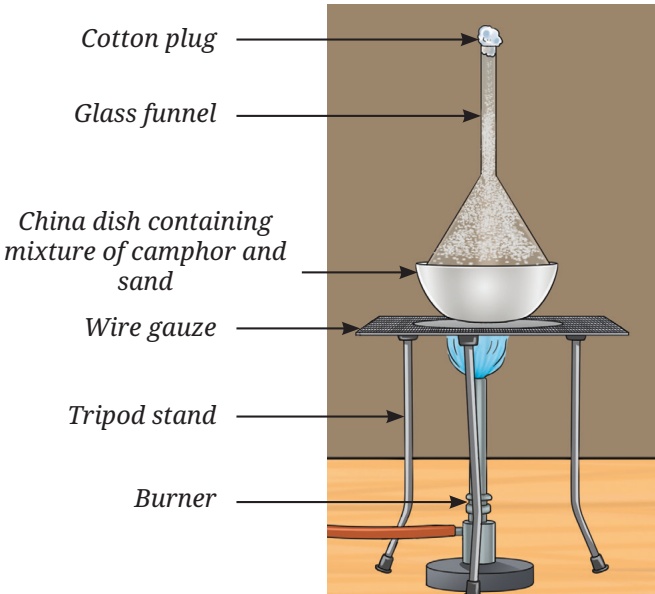 Cotton plug
Glass funnel
China dish containing
mixture of camphor and
sand
Wire gauze
Tripod stand
Burner